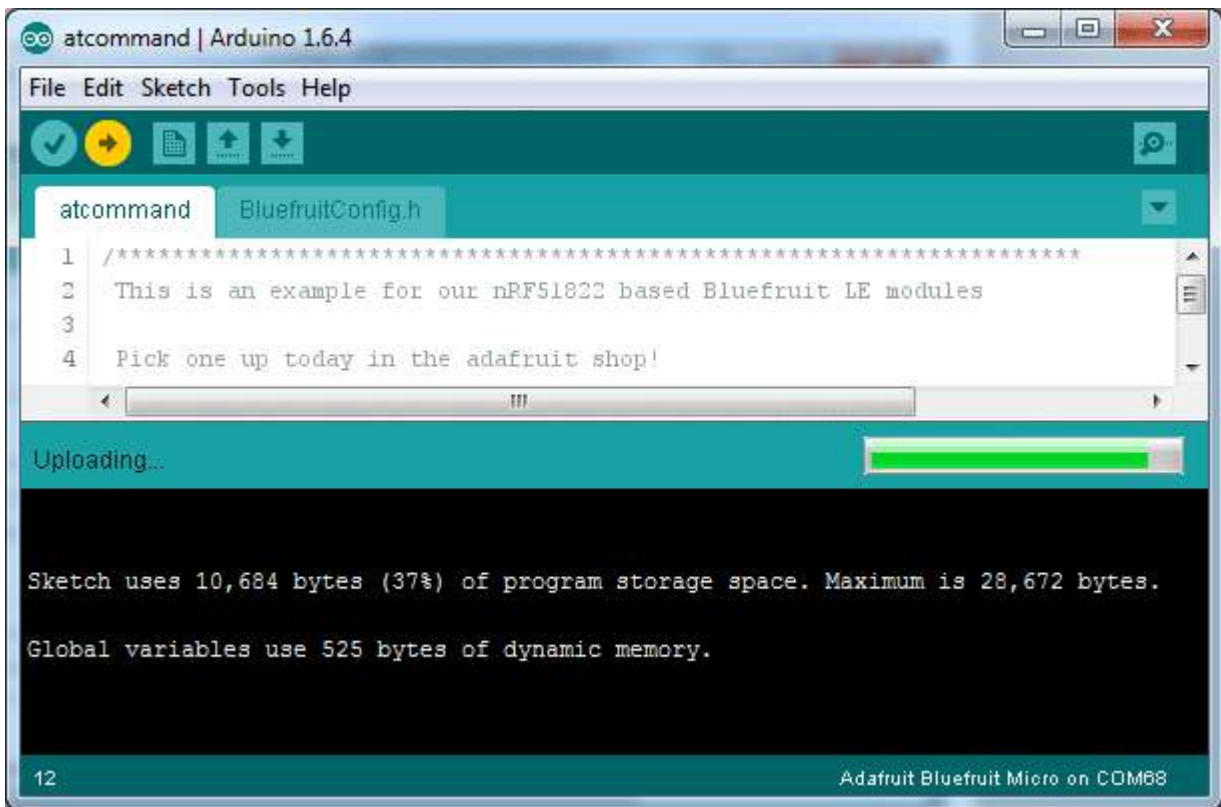 atcommand | Arduino 1.6.4
File Edit Sketch Tools Help
atcommand BluefruitConfig.h
1 /**********************************************************************
2 This is an example for our nRF51822 based Bluefruit LE modules
3
4 Pick one up today in the adafruit shop!
Uploading...
Sketch uses 10,684 bytes (37%) of program storage space. Maximum is 28,672 bytes.
Global variables use 525 bytes of dynamic memory.
12 Adafruit Bluefruit Micro on COM68